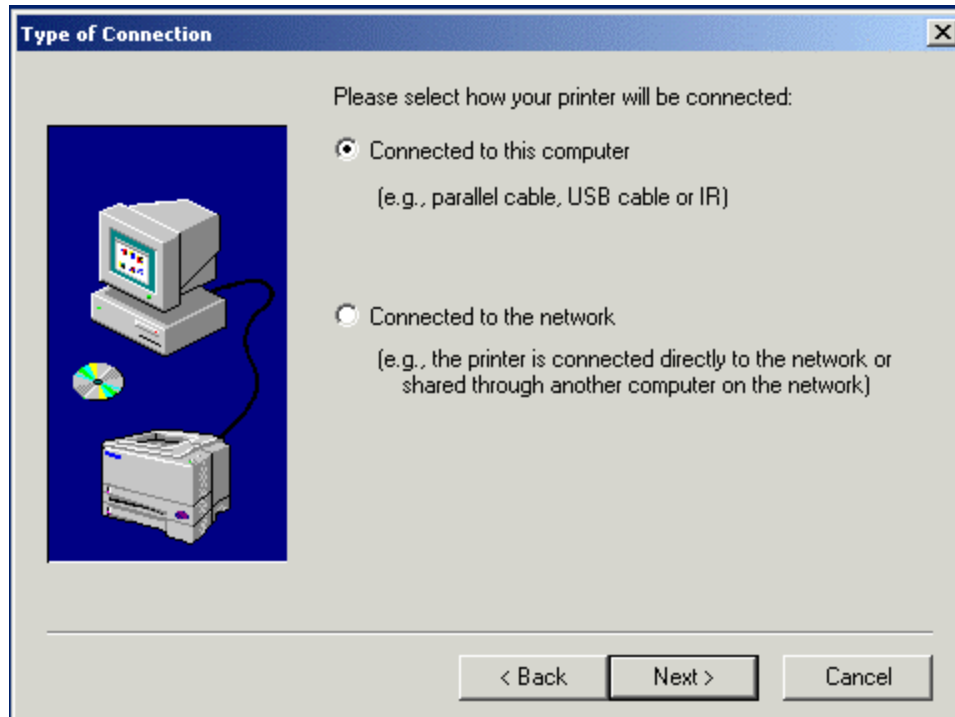 Type of Connection
Please select how your printer will be connected:
Connected to this computer
(e.g., parallel cable, USB cable or IR)
Connected to the network
(e.g., the printer is connected directly to the network or
shared through another computer on the network)
< Back
Next >
Cancel